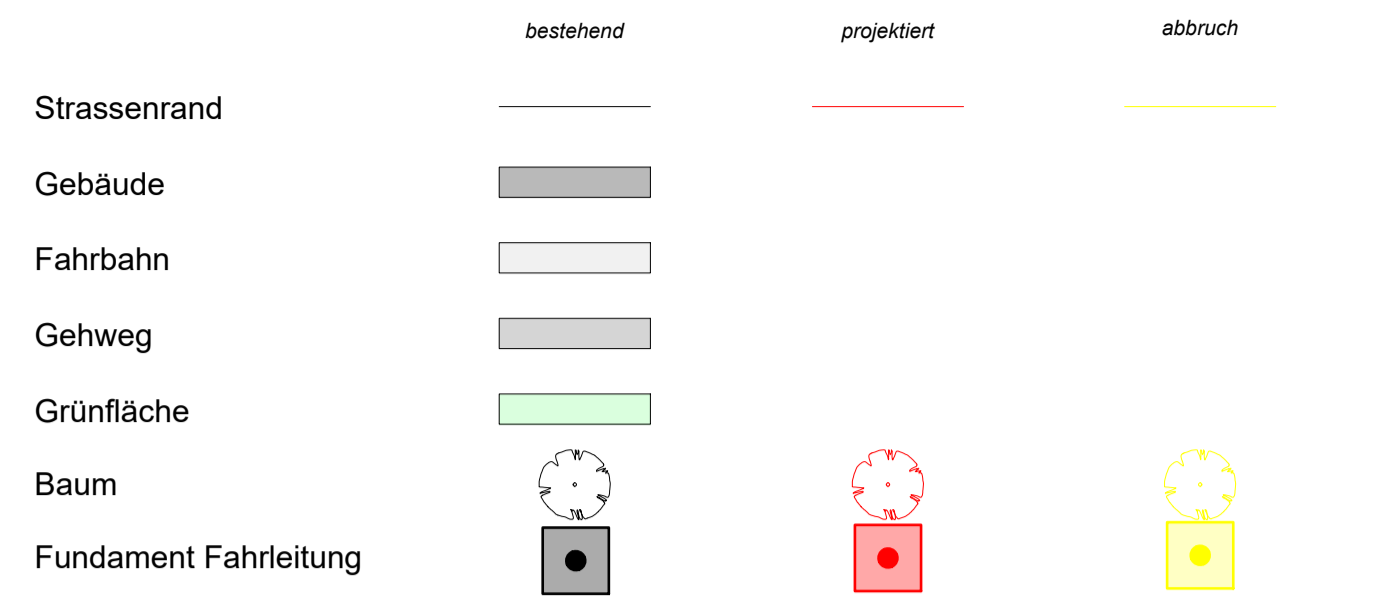 bestehend projektiert abbruch
Strassenrand
Gebäude
Fahrbahn
Gehweg
Grünfläche
Baum
Fundament Fahrleitung